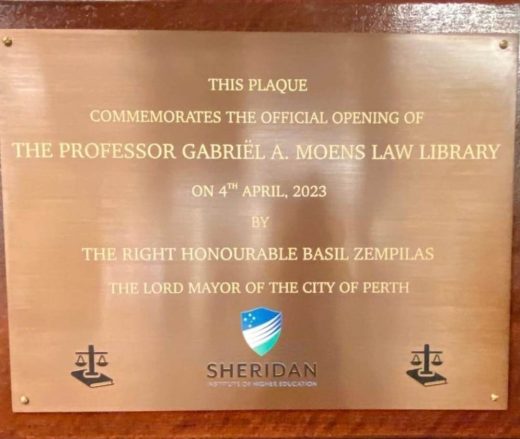 THIS PLAQUE
COMMEMORATES THE OFFICIAL OPENING OF
THE PROFESSOR GABRIËL A. MOENS LAW LIBRARY
ON 4TH APRIL, 2023
BY
THE RIGHT HONOURABLE BASIL ZEMPILAS
THE LORD MAYOR OF THE CITY OF PERTH
SHERIDAN
INSTITUTE OF HIGHER EDUCATION